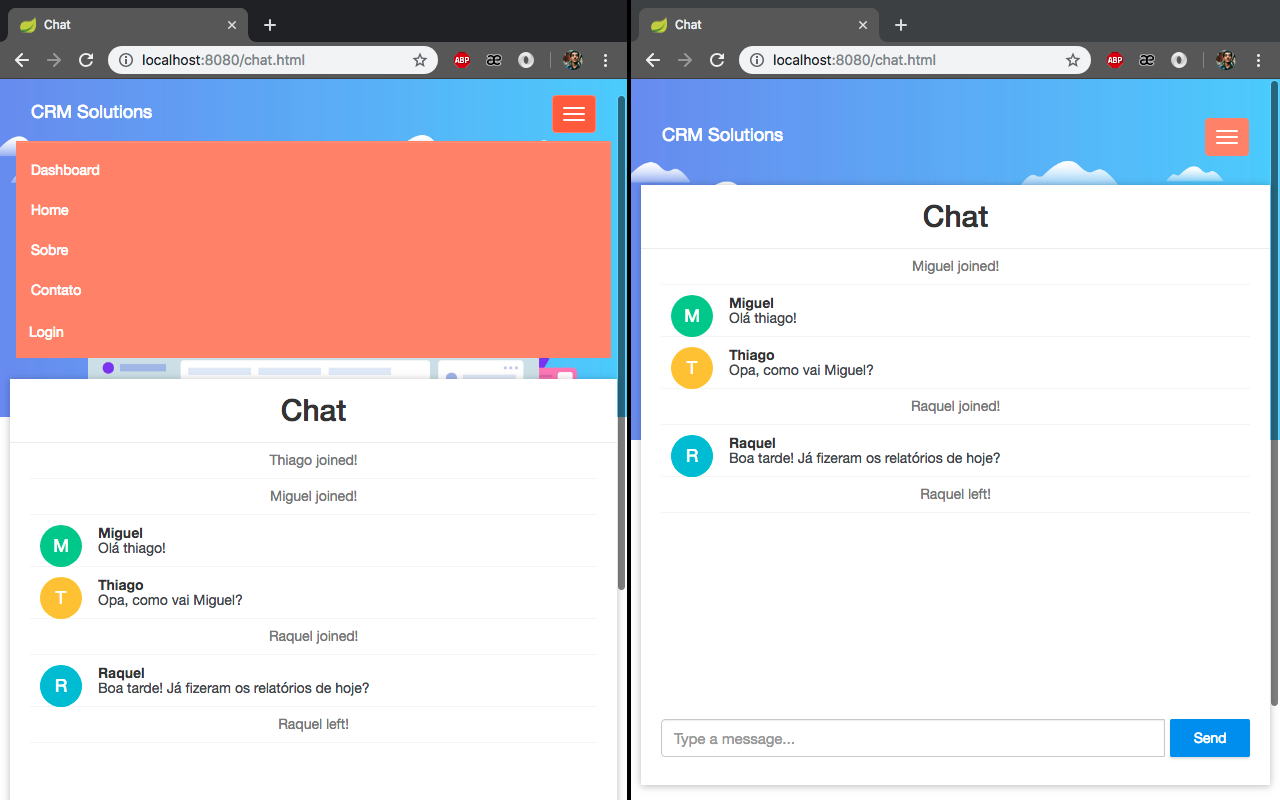 Chat
localhost:8080/chat.html
ABP
æ
CRM Solutions
Dashboard
Home
Sobre
Contato
Login
Chat
Thiago joined!
Miguel joined!
M
Miguel
Olá thiago!
T
Thiago
Opa, como vai Miguel?
Raquel joined!
R
Raquel
Boa tarde! Já fizeram os relatórios de hoje?
Raquel left!
Chat
localhost:8080/chat.html
ABP
æ
CRM Solutions
Chat
Miguel joined!
M
Miguel
Olá thiago!
T
Thiago
Opa, como vai Miguel?
Raquel joined!
R
Raquel
Boa tarde! Já fizeram os relatórios de hoje?
Raquel left!
Type a message...
Send